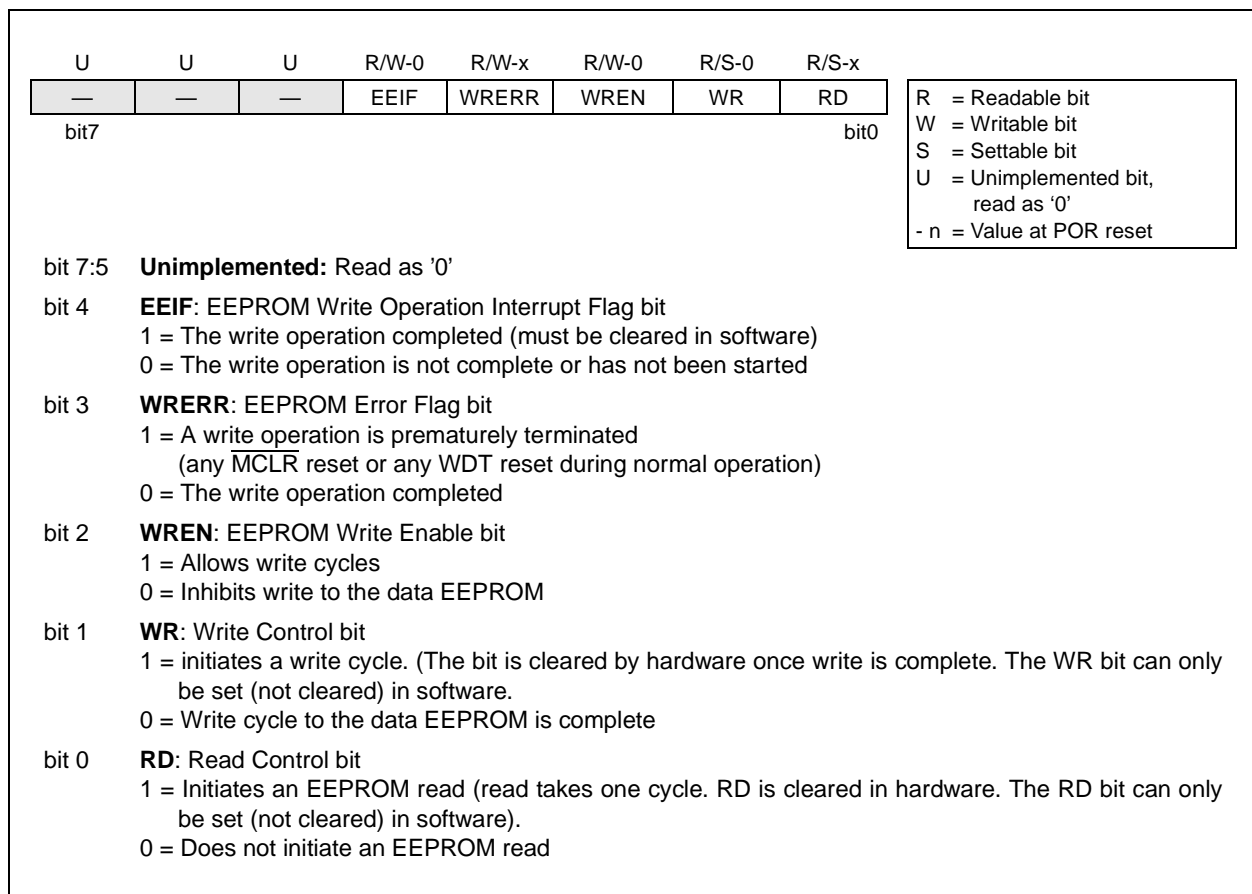 U U U R/W-0 R/W-x R/W-0 R/S-0 R/S-x
— — — EEIF WRERR WREN WR RD
bit7 bit0
R = Readable bit
W = Writable bit
S = Settable bit
U = Unimplemented bit,
read as ‘0’
- n = Value at POR reset
bit 7:5 Unimplemented: Read as '0'
bit 4 EEIF: EEPROM Write Operation Interrupt Flag bit
1 = The write operation completed (must be cleared in software)
0 = The write operation is not complete or has not been started
bit 3 WRERR: EEPROM Error Flag bit
1 = A write operation is prematurely terminated
(any MCLR reset or any WDT reset during normal operation)
0 = The write operation completed
bit 2 WREN: EEPROM Write Enable bit
1 = Allows write cycles
0 = Inhibits write to the data EEPROM
bit 1 WR: Write Control bit
1 = initiates a write cycle. (The bit is cleared by hardware once write is complete. The WR bit can only
be set (not cleared) in software.
0 = Write cycle to the data EEPROM is complete
bit 0 RD: Read Control bit
1 = Initiates an EEPROM read (read takes one cycle. RD is cleared in hardware. The RD bit can only
be set (not cleared) in software).
0 = Does not initiate an EEPROM read